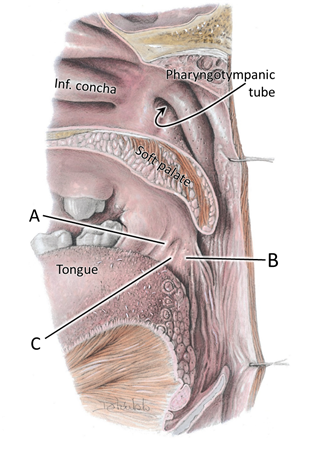 Inf. concha
Pharyngotympanic
tube
Soft palate
A
B
Tongue
C